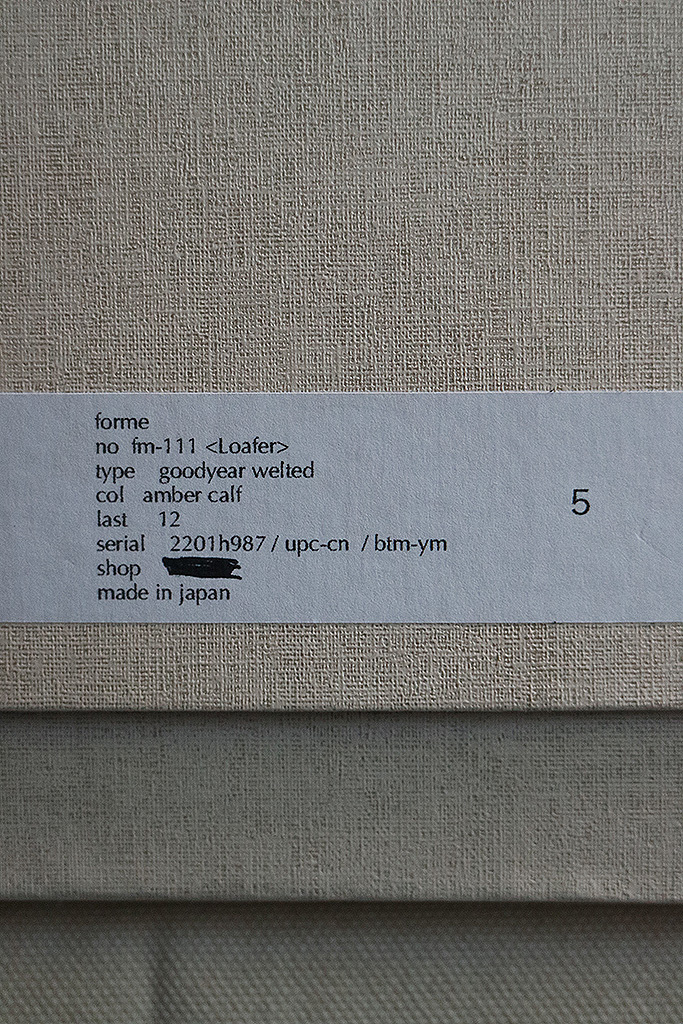 forme
no fm-111 <Loafer>
type goodyear welted
col amber calf
last 12
serial 2201h987 / upc-cn / btm-ym
shop
made in japan
5